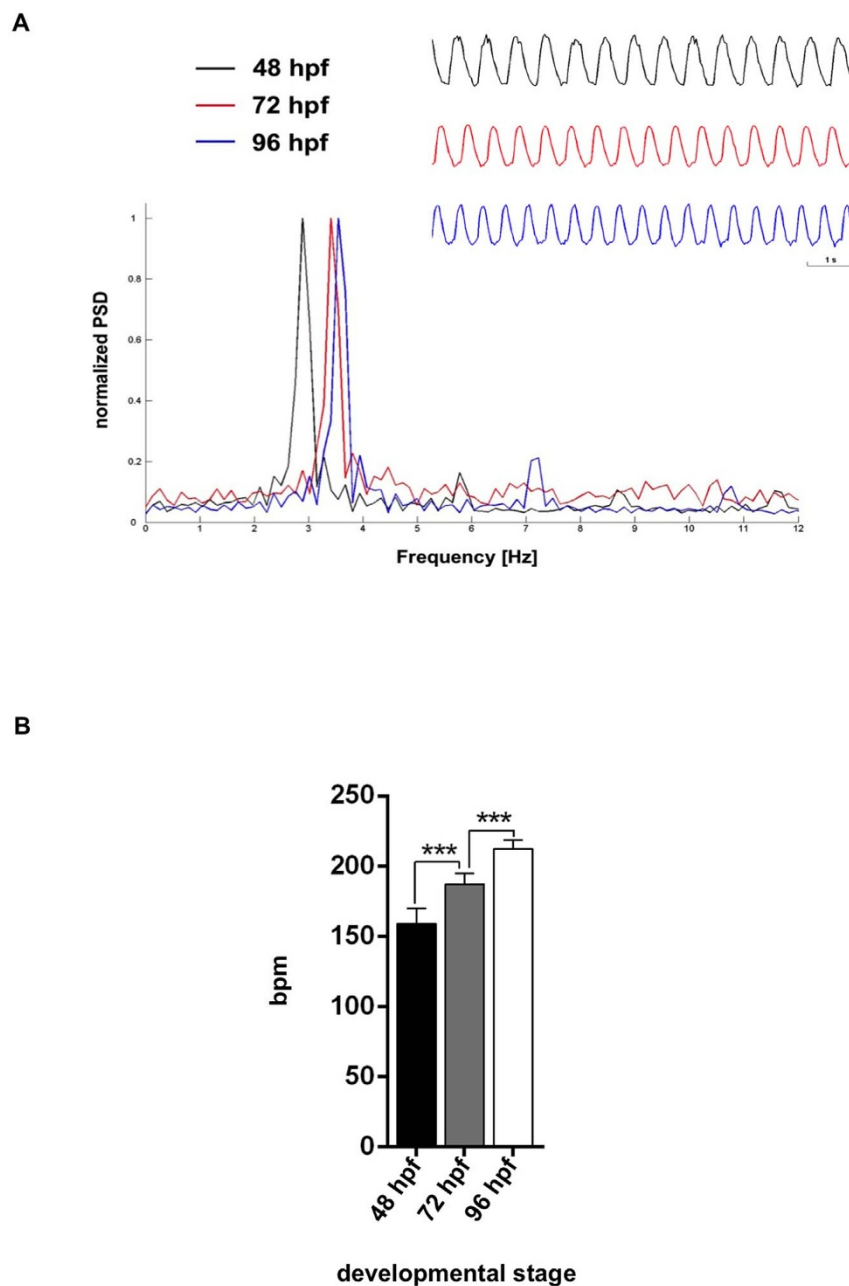 A
48 hpf
72 hpf
96 hpf
1 s
1
0.8
0.6
0.4
0.2
0
normalized PSD
0 1 2 3 4 5 6 7 8 9 10 11 12
Frequency [Hz]
B
250
200
150
100
50
0
bpm
*** ***
48 hpf 72 hpf 96 hpf
developmental stage